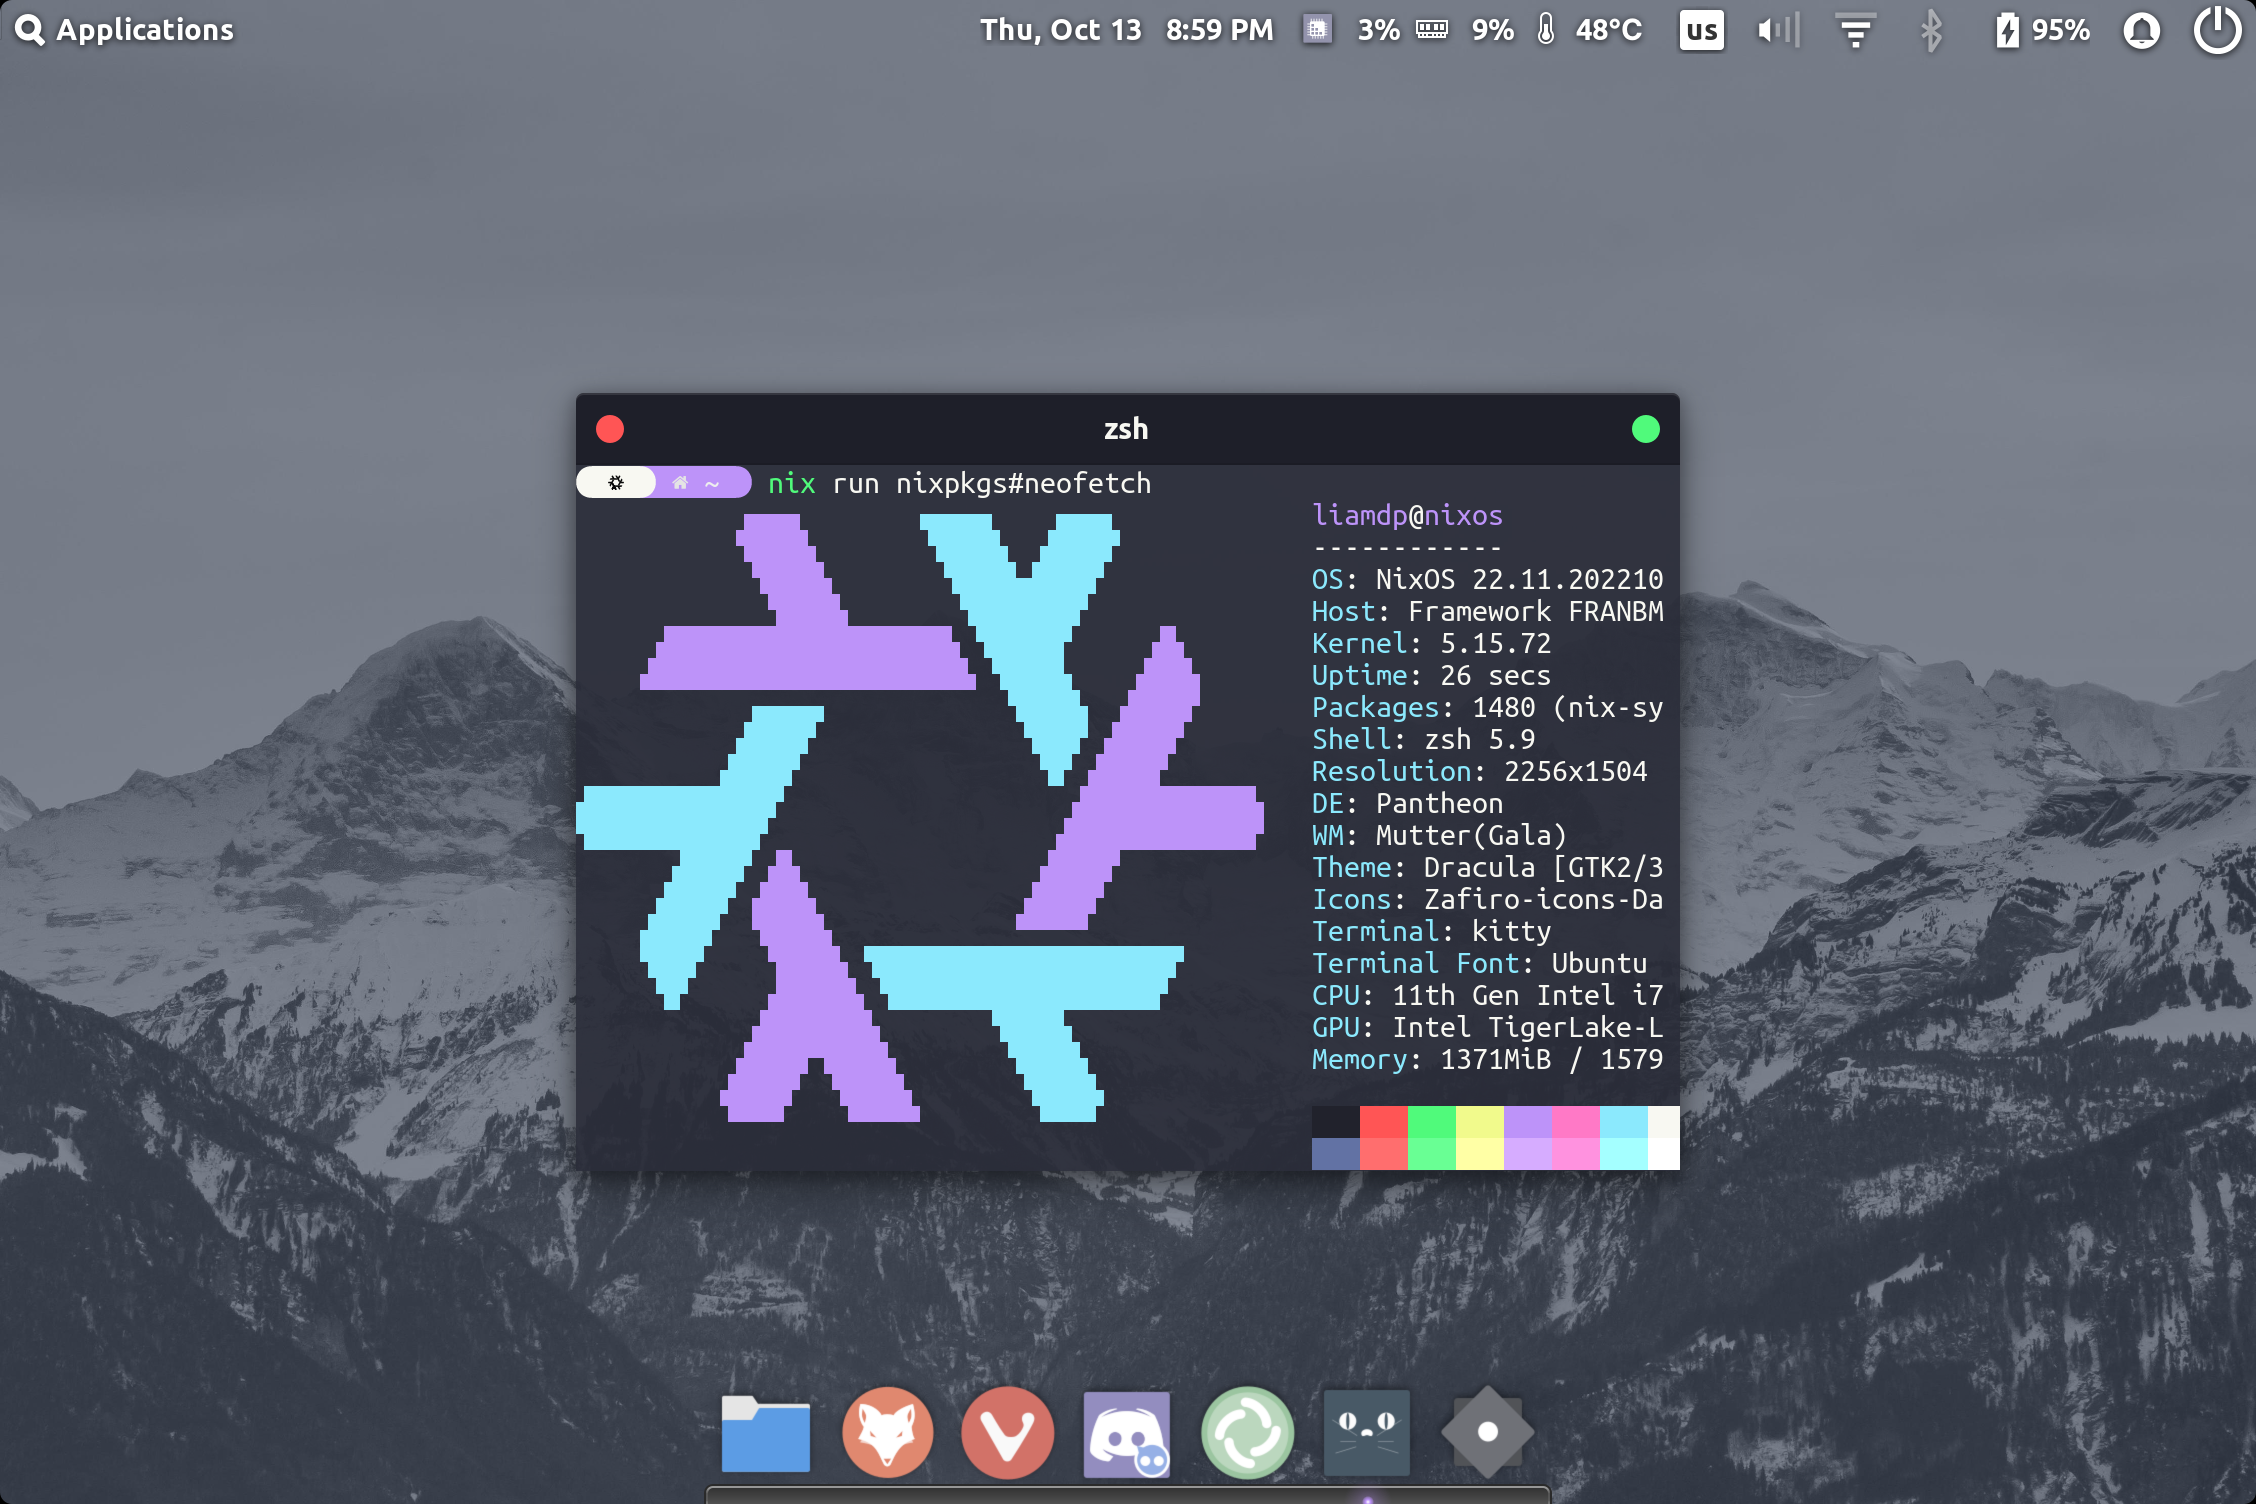 Applications
Thu, Oct 13 8:59 PM 3% 9% 48°C us 95%
zsh
~ nix run nixpkgs#neofetch
liamdp@nixos
------------
OS: NixOS 22.11.202210
Host: Framework FRANBM
Kernel: 5.15.72
Uptime: 26 secs
Packages: 1480 (nix-sy
Shell: zsh 5.9
Resolution: 2256x1504
DE: Pantheon
WM: Mutter(Gala)
Theme: Dracula [GTK2/3
Icons: Zafiro-icons-Da
Terminal: kitty
Terminal Font: Ubuntu
CPU: 11th Gen Intel i7
GPU: Intel TigerLake-L
Memory: 1371MiB / 1579